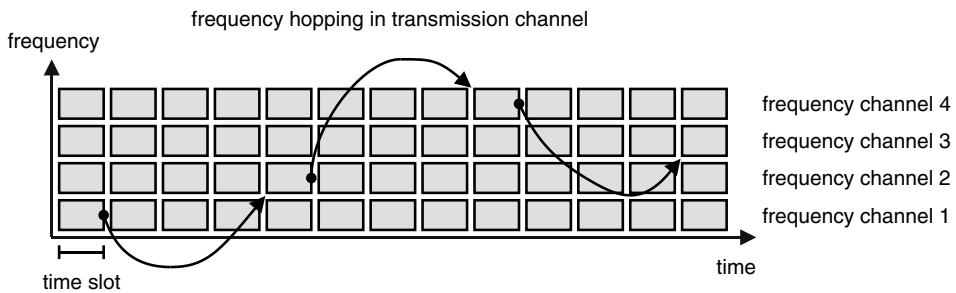 frequency hopping in transmission channel
frequency
frequency channel 4
frequency channel 3
frequency channel 2
frequency channel 1
time
time slot